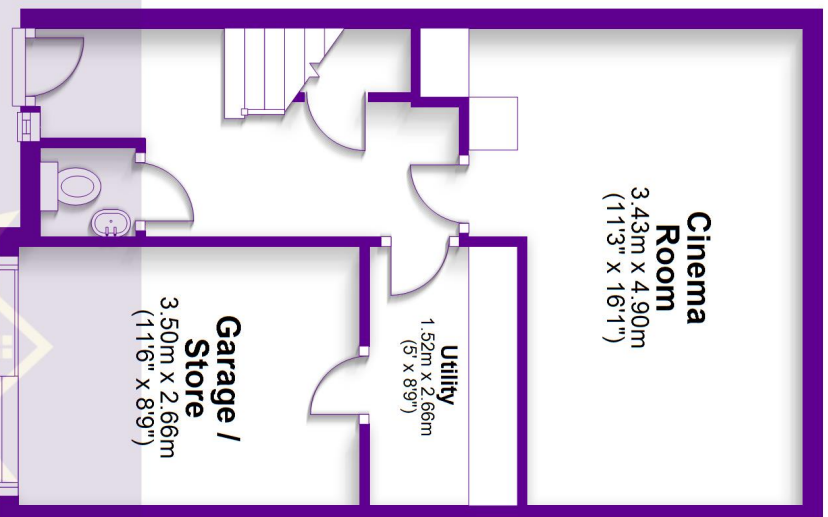 Cinema
Room
3.43m x 4.90m
(11'3" x 16'1")
Utility
1.52m x 2.66m
(5' x 8'9")
Garage /
Store
3.50m x 2.66m
(11'6" x 8'9")